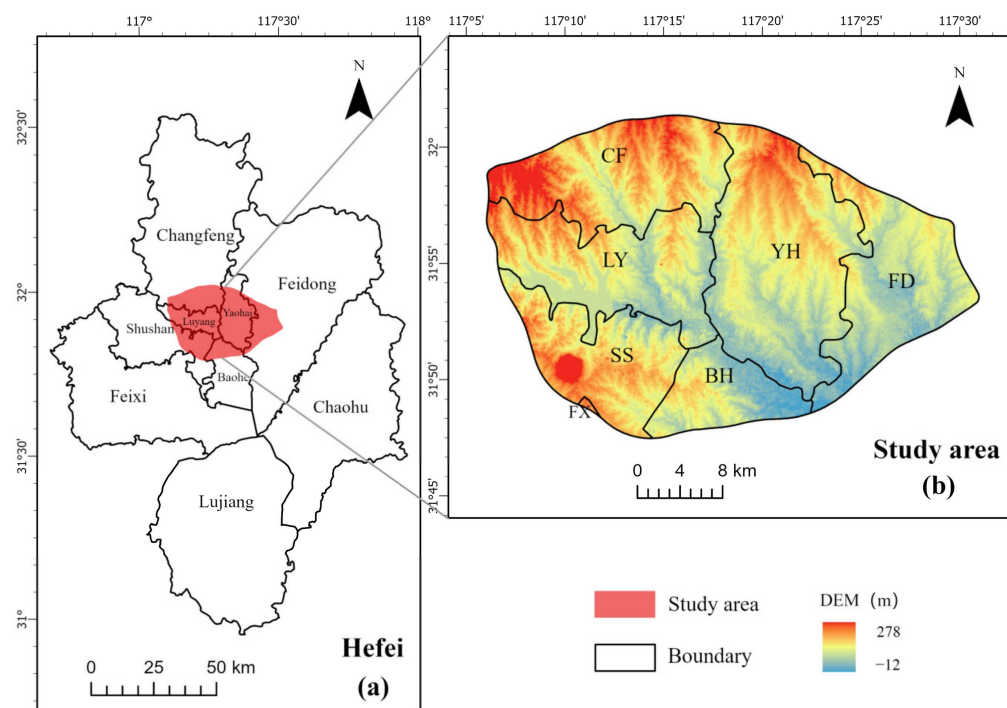 117°
117°30'
118°
32°30'
32°
31°30'
31°
N
Changfeng
Feidong
Shushan
Luyang
Yaohai
Baohe
Feixi
Chaohu
Lujiang
0 25 50 km
Hefei
(a)
117°5'
117°10'
117°15'
117°20'
117°25'
117°30'
32°
31°55'
31°50'
31°45'
N
CF
LY
YH
FD
SS
BH
FX
0 4 8 km
Study area
(b)
Study area
Boundary
DEM (m)
278
−12